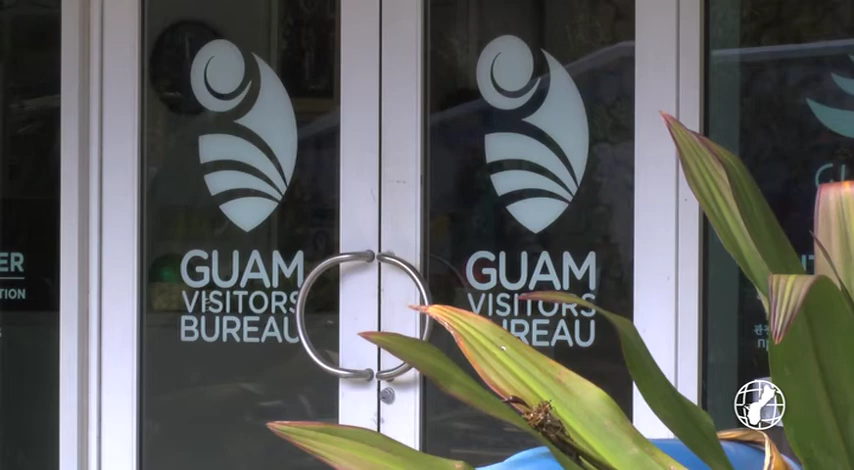 GUAM
VISITORS
BUREAU
GUAM
VISITORS
BUREAU
ER
TION